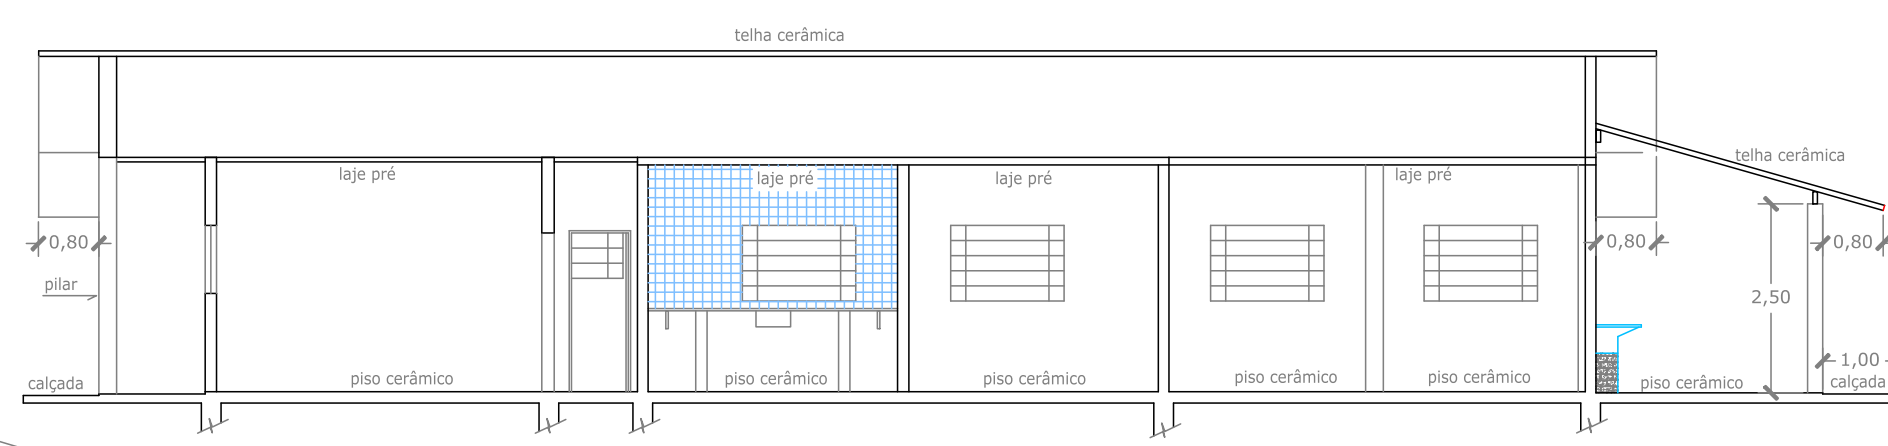 telha cerâmica
telha cerâmica
laje pré
laje pré
laje pré
laje pré
0,80
0,80
0,80
pilar
2,50
1,00
calçada
piso cerâmico
piso cerâmico
piso cerâmico
piso cerâmico
piso cerâmico
piso cerâmico
calçada